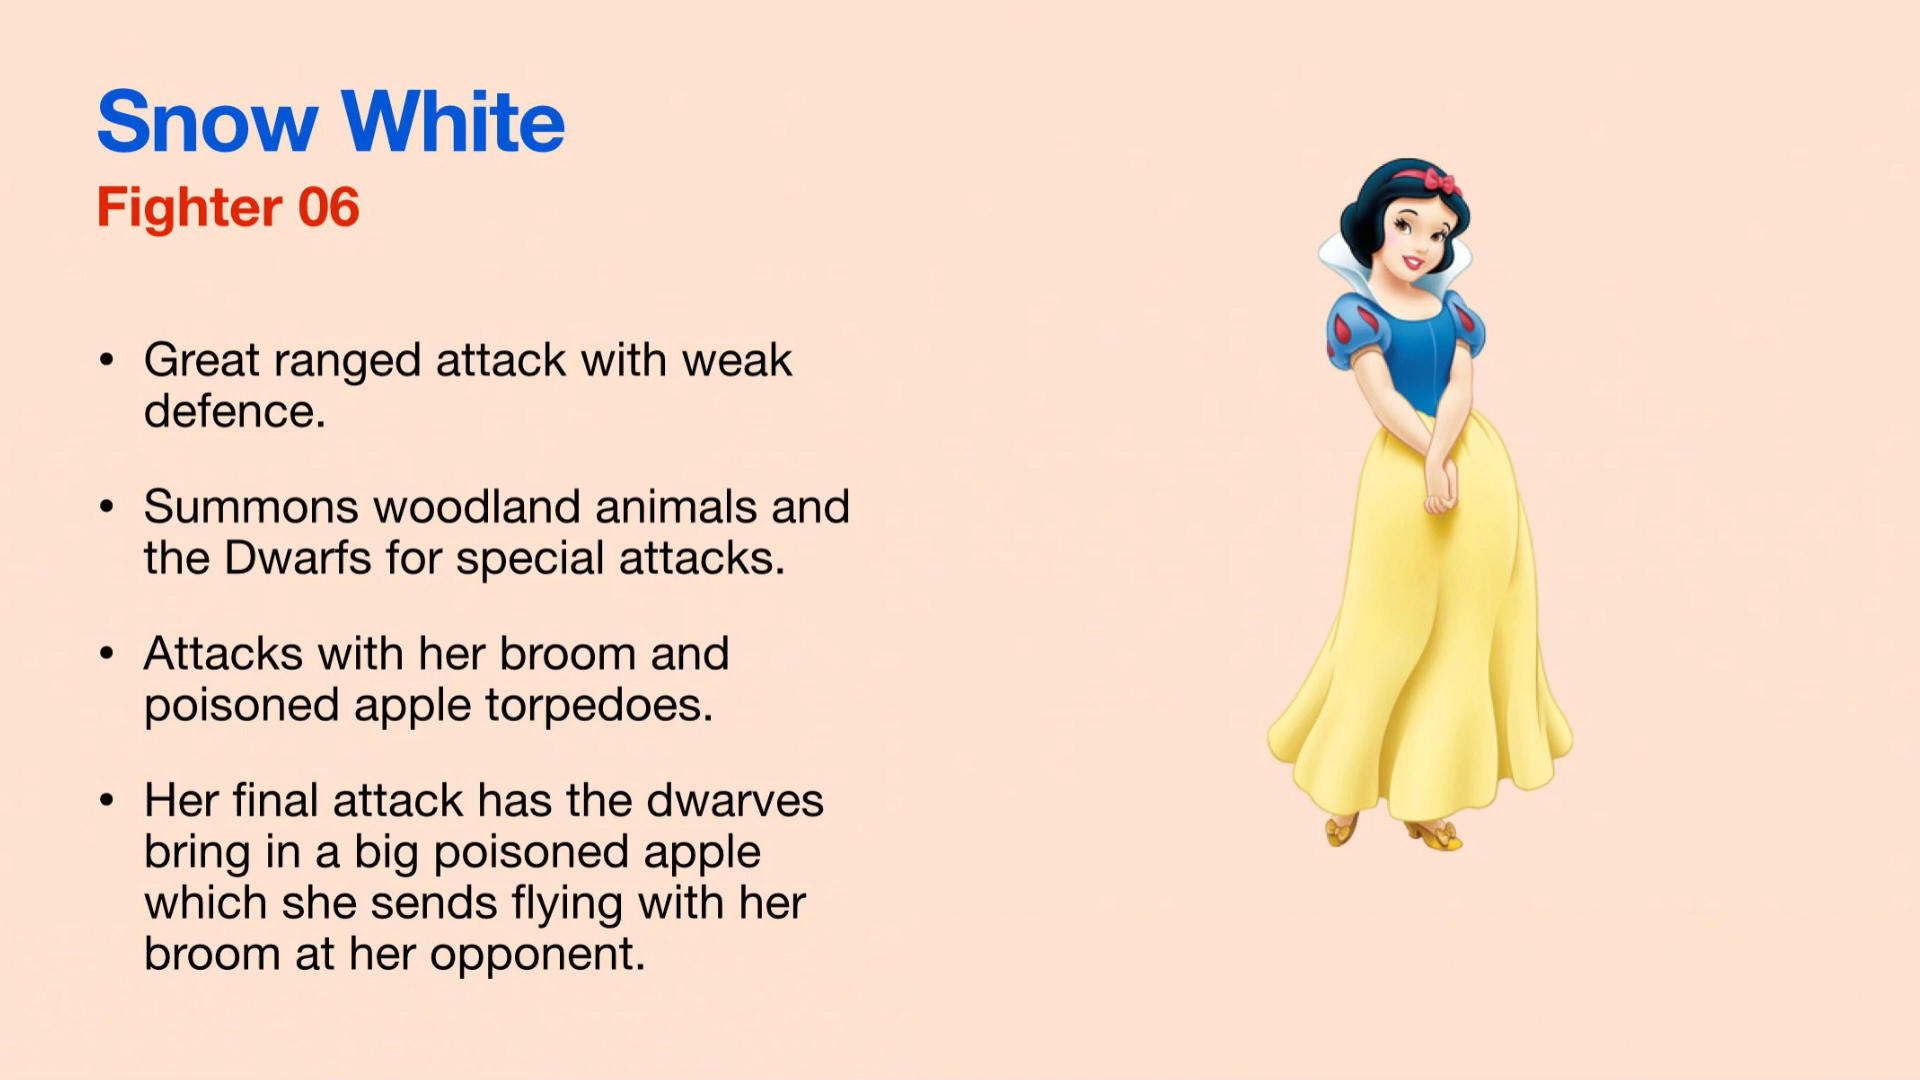 Snow White
Fighter 06
• Great ranged attack with weak
defence.
• Summons woodland animals and
the Dwarfs for special attacks.
• Attacks with her broom and
poisoned apple torpedoes.
• Her final attack has the dwarves
bring in a big poisoned apple
which she sends flying with her
broom at her opponent.